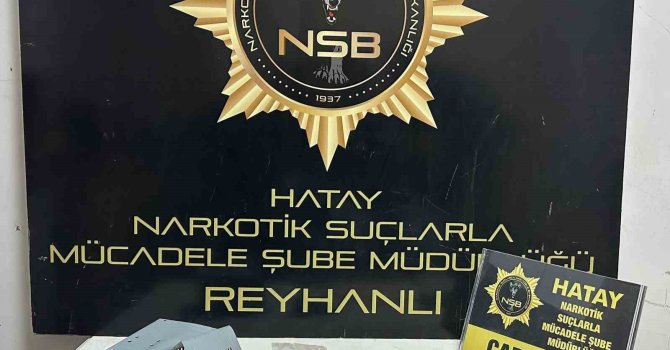 NSB
1937
HATAY
NARKOTİK SUÇLARLA
MÜCADELE ŞUBE MÜDÜRLÜĞÜ
REYHANLI
NSB
HATAY
NARKOTİK
SUÇLARLA
MÜCADELE ŞUBE